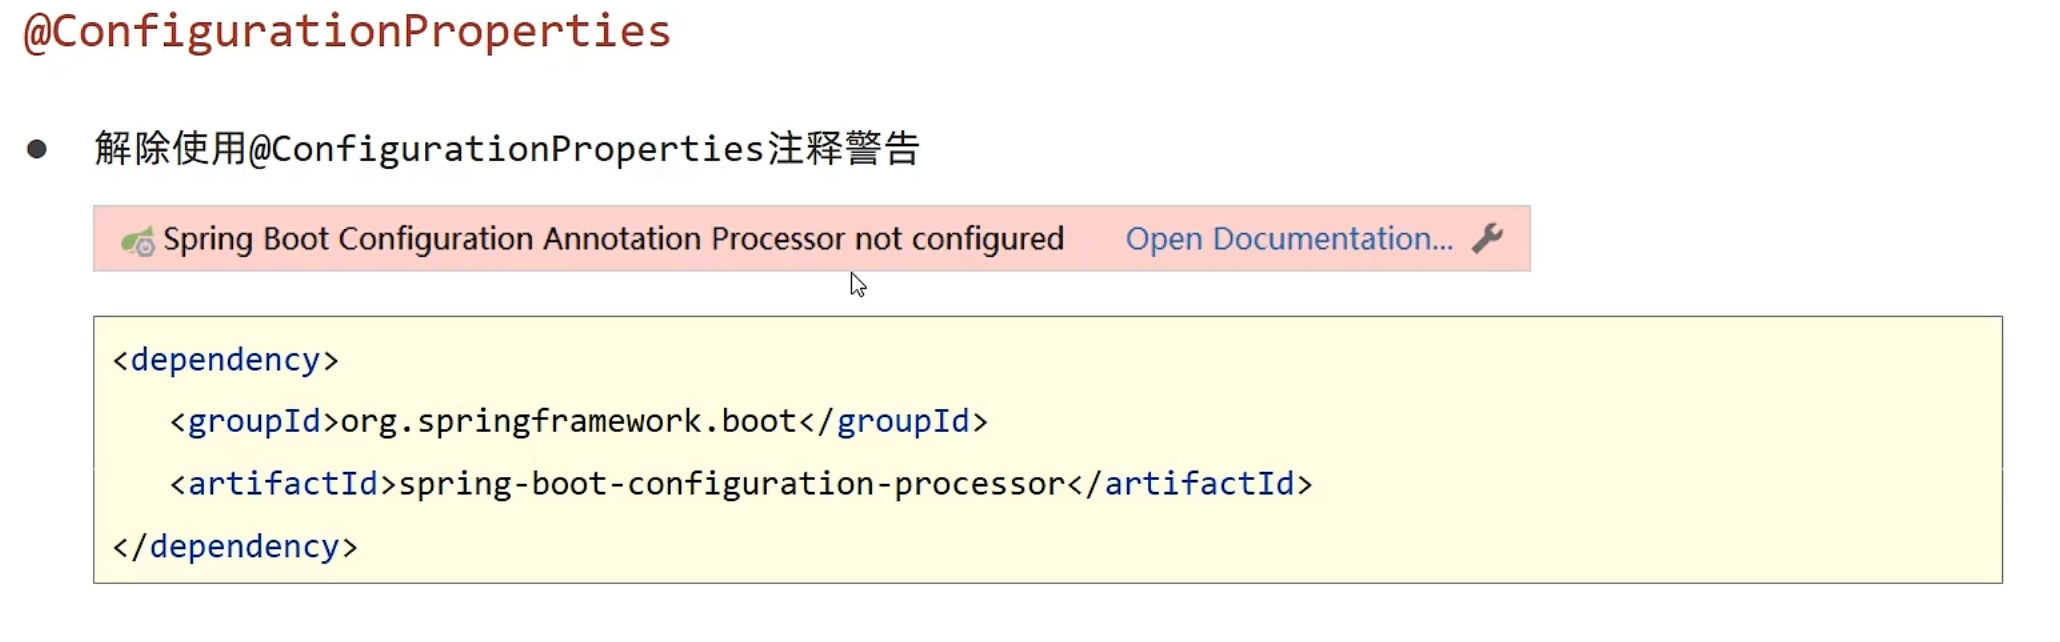 @ConfigurationProperties
● 解除使用@ConfigurationProperties注释警告
Spring Boot Configuration Annotation Processor not configured Open Documentation...
<dependency>
<groupId>org.springframework.boot</groupId>
<artifactId>spring-boot-configuration-processor</artifactId>
</dependency>